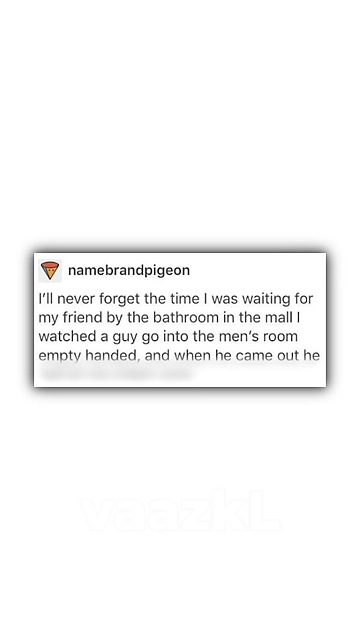 namebrandpigeon
I’ll never forget the time I was waiting for
my friend by the bathroom in the mall I
watched a guy go into the men’s room
empty handed, and when he came out he
vaazkL